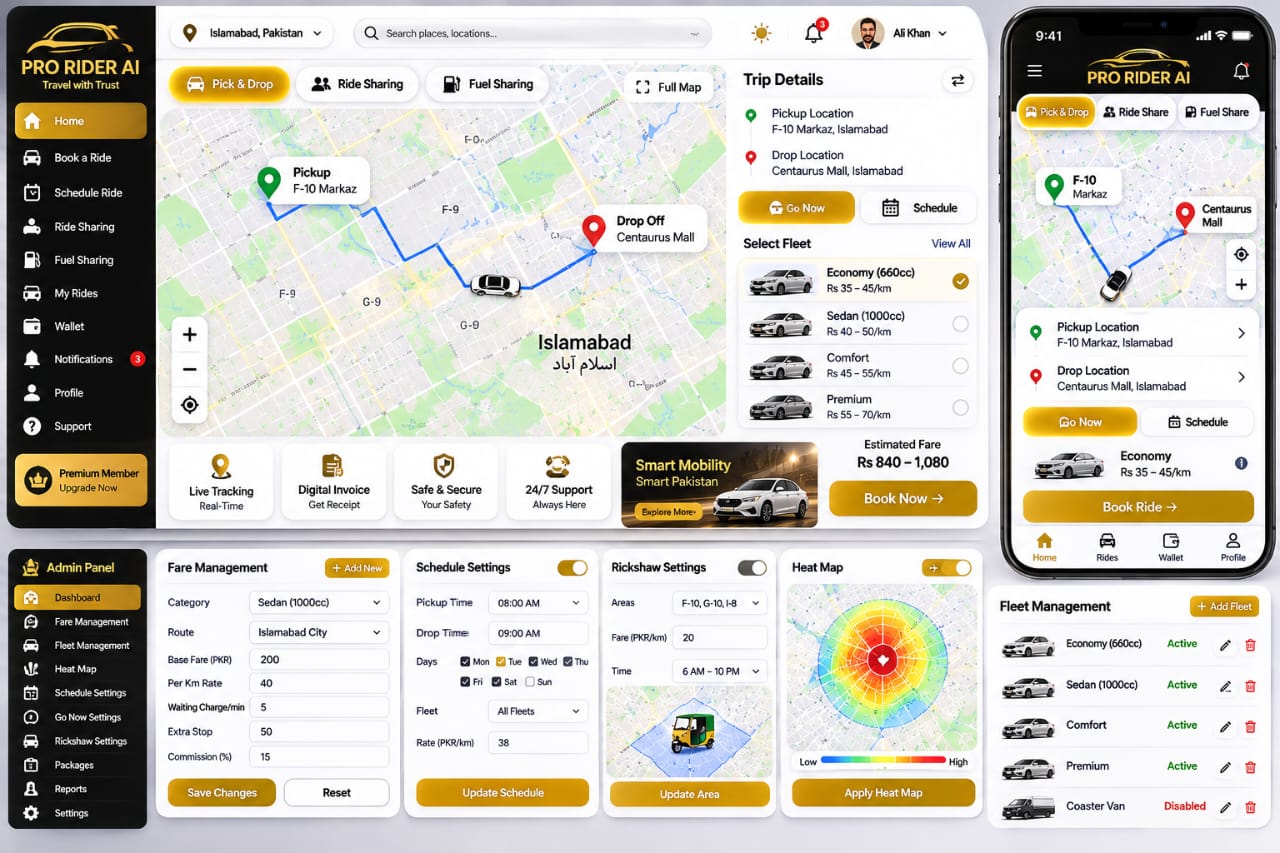 PRO RIDER AI
Travel with Trust
Home
Book a Ride
Schedule Ride
Ride Sharing
Fuel Sharing
My Rides
Wallet
Notifications 3
Profile
Support
Premium Member
Upgrade Now
Islamabad, Pakistan
Search places, locations...
3
Ali Khan
Pick & Drop
Ride Sharing
Fuel Sharing
Full Map
Pickup
F-10 Markaz
Drop Off
Centaurus Mall
F-9
F-9
G-9
G-9
Islamabad
اسلام آباد
Trip Details
Pickup Location
F-10 Markaz, Islamabad
Drop Location
Centaurus Mall, Islamabad
Go Now
Schedule
Select Fleet
View All
Economy (660cc)
Rs 35 – 45/km
Sedan (1000cc)
Rs 40 – 50/km
Comfort
Rs 45 – 55/km
Premium
Rs 55 – 70/km
Live Tracking
Real-Time
Digital Invoice
Get Receipt
Safe & Secure
Your Safety
24/7 Support
Always Here
Smart Mobility
Smart Pakistan
Explore More
Estimated Fare
Rs 840 – 1,080
Book Now →
9:41
PRO RIDER AI
Pick & Drop
Ride Share
Fuel Share
F-10
Markaz
Centaurus
Mall
+
Pickup Location
F-10 Markaz, Islamabad
Drop Location
Centaurus Mall, Islamabad
Go Now
Schedule
Economy
Rs 35 – 45/km
Book Ride →
Home
Rides
Wallet
Profile
Admin Panel
Dashboard
Fare Management
Fleet Management
Heat Map
Schedule Settings
Go Now Settings
Rickshaw Settings
Packages
Reports
Settings
Fare Management
+ Add New
Category
Sedan (1000cc)
Route
Islamabad City
Base Fare (PKR)
200
Per Km Rate
40
Waiting Charge/min
5
Extra Stop
50
Commission (%)
15
Save Changes
Reset
Schedule Settings
Pickup Time
08:00 AM
Drop Time
09:00 AM
Days
Mon Tue Wed Thu
Fri Sat Sun
Fleet
All Fleets
Rate (PKR/km)
38
Update Schedule
Rickshaw Settings
Areas
F-10, G-10, I-8
Fare (PKR/km)
20
Time
6 AM – 10 PM
Update Area
Heat Map
Low
High
Apply Heat Map
Fleet Management
+ Add Fleet
Economy (660cc) Active
Sedan (1000cc) Active
Comfort Active
Premium Active
Coaster Van Disabled